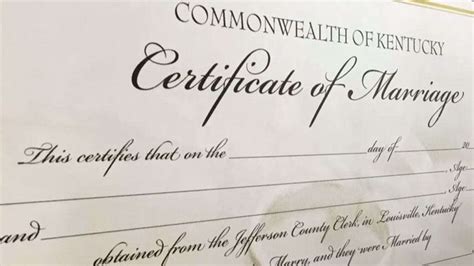 COMMONWEALTH OF KENTUCKY
Certificate of Marriage
This certifies that on the day of 20
Age
and Age
obtained from the Jefferson County Clerk, in Louisville, Kentucky
Marry, and they were Married by